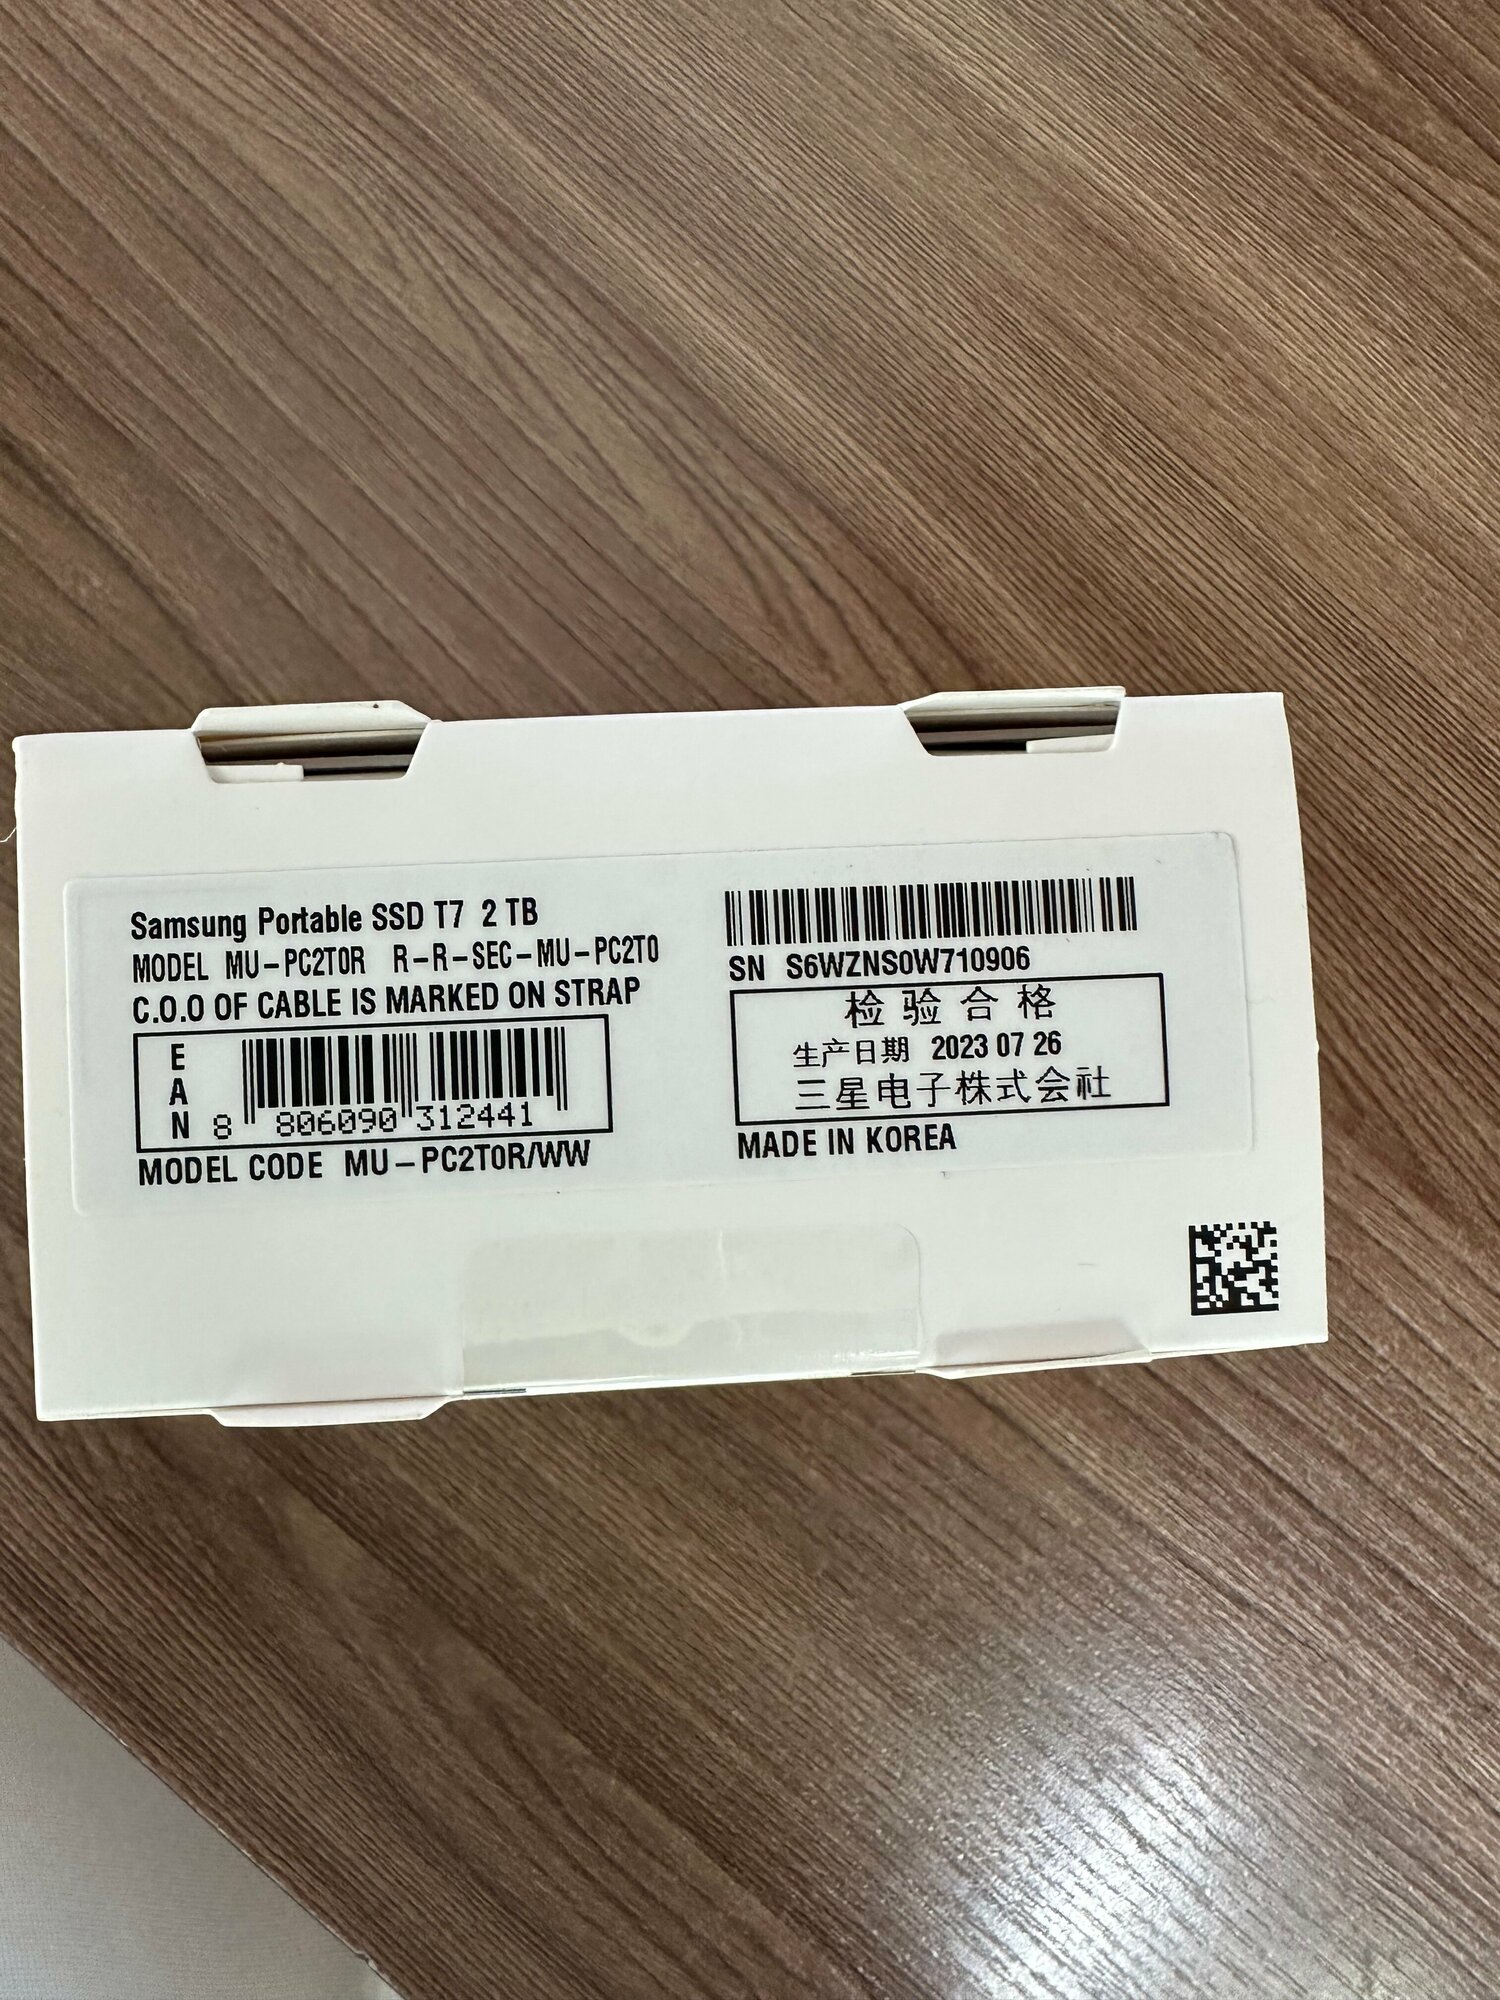 Samsung Portable SSD T7 2 TB
MODEL MU-PC2T0R R-R-SEC-MU-PC2T0
C.O.O OF CABLE IS MARKED ON STRAP
EAN
8 806090 312441
MODEL CODE MU-PC2T0R/WW
SN S6WZNS0W710906
检验合格
生产日期 2023 07 26
三星电子株式会社
MADE IN KOREA